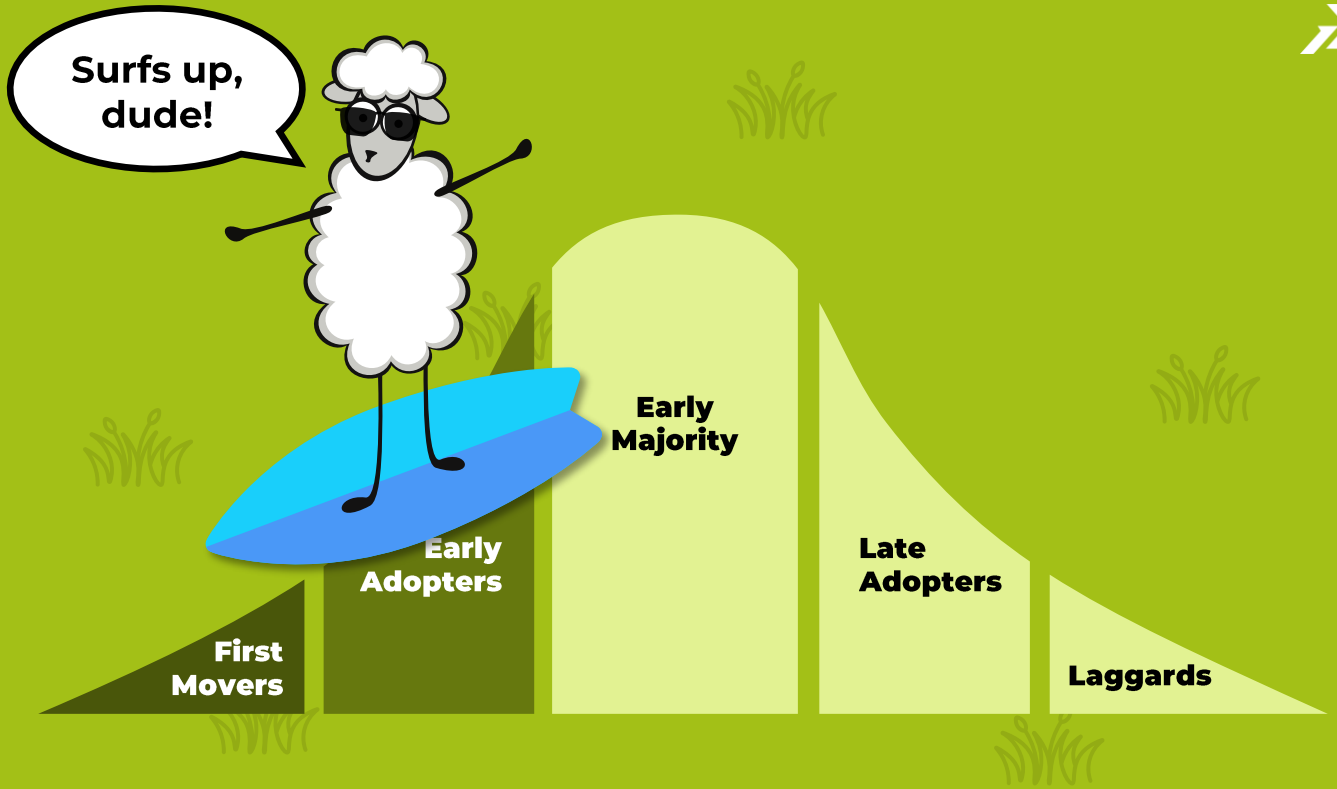 Surfs up,
dude!
Early
Majority
Early
Adopters
Late
Adopters
First
Movers
Laggards